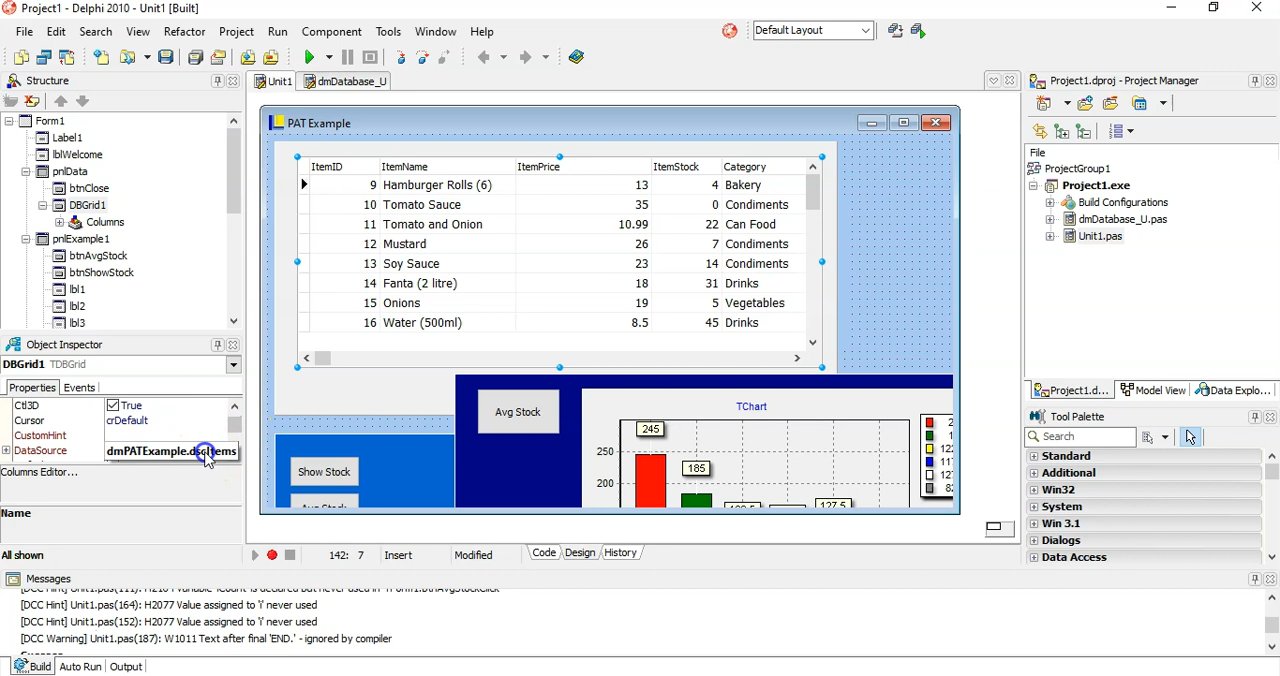 Project1 - Delphi 2010 - Unit1 [Built]
File Edit Search View Refactor Project Run Component Tools Window Help
Default Layout
Structure
Form1
Label1
lblWelcome
pnlData
btnClose
DBGrid1
Columns
pnlExample1
btnAvgStock
btnShowStock
lbl1
lbl2
lbl3
Object Inspector
DBGrid1 TDBGrid
Properties Events
Ctl3D True
Cursor crDefault
CustomHint
DataSource dmPATExample.dscItems
Columns Editor...
Name
All shown
Unit1 dmDatabase_U
PAT Example
ItemID ItemName ItemPrice ItemStock Category
9 Hamburger Rolls (6) 13 4 Bakery
10 Tomato Sauce 35 0 Condiments
11 Tomato and Onion 10.99 22 Can Food
12 Mustard 26 7 Condiments
13 Soy Sauce 23 14 Condiments
14 Fanta (2 litre) 18 31 Drinks
15 Onions 19 5 Vegetables
16 Water (500ml) 8.5 45 Drinks
Show Stock
Avg Stock
Avg Stock
TChart
245
185
127.5
250
200
142: 7 Insert Modified Code Design History
Project1.dproj - Project Manager
File
ProjectGroup1
Project1.exe
Build Configurations
dmDatabase_U.pas
Unit1.pas
Project1.d... Model View Data Explo...
Tool Palette
Search
Standard
Additional
Win32
System
Win 3.1
Dialogs
Data Access
Messages
[DCC Hint] Unit1.pas(164): H2077 Value assigned to 'i' never used
[DCC Hint] Unit1.pas(152): H2077 Value assigned to 'i' never used
[DCC Warning] Unit1.pas(187): W1011 Text after final 'END.' - ignored by compiler
Build Auto Run Output